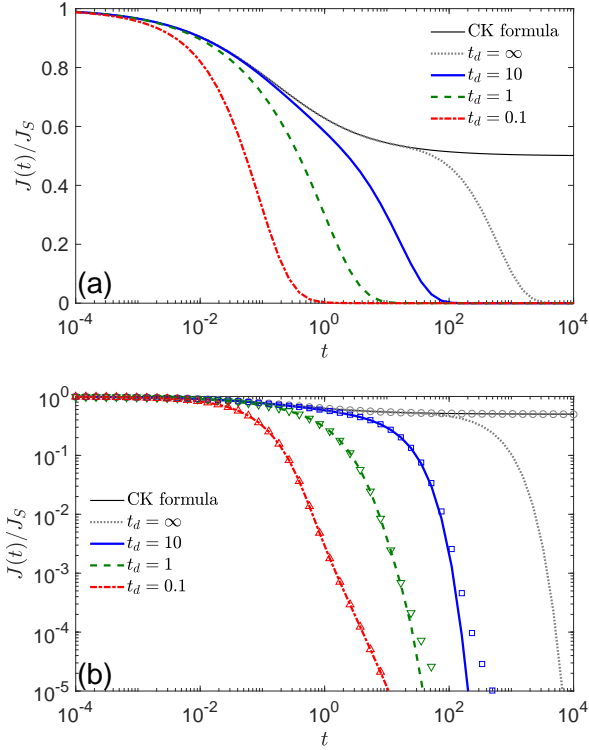 1
0.8
0.6
0.4
0.2
0
J(t)/J_S
CK formula
t_d = ∞
t_d = 10
t_d = 1
t_d = 0.1
(a)
10^-4 10^-2 10^0 10^2 10^4
t
10^0
10^-1
10^-2
10^-3
10^-4
10^-5
J(t)/J_S
CK formula
t_d = ∞
t_d = 10
t_d = 1
t_d = 0.1
(b)
10^-4 10^-2 10^0 10^2 10^4
t